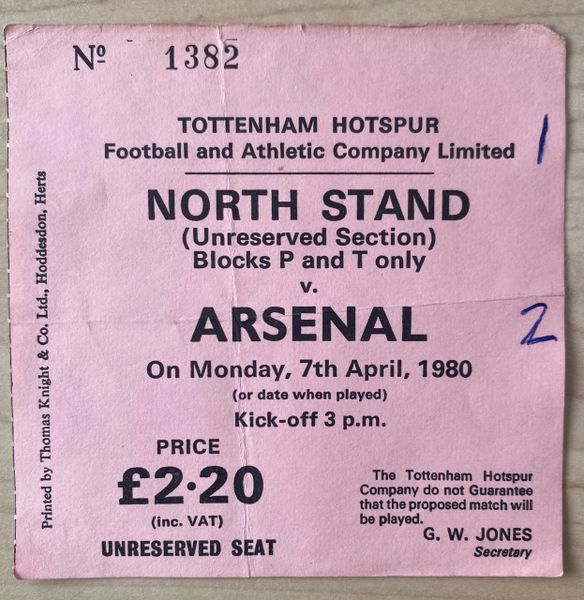 Nº 1382
TOTTENHAM HOTSPUR
Football and Athletic Company Limited
1
NORTH STAND
(Unreserved Section)
Blocks P and T only
v.
ARSENAL
2
On Monday, 7th April, 1980
(or date when played)
Kick-off 3 p.m.
PRICE
£2·20
(inc. VAT)
UNRESERVED SEAT
The Tottenham Hotspur
Company do not Guarantee
that the proposed match will
be played.
G. W. JONES
Secretary
Printed by Thomas Knight & Co. Ltd., Hoddesdon, Herts